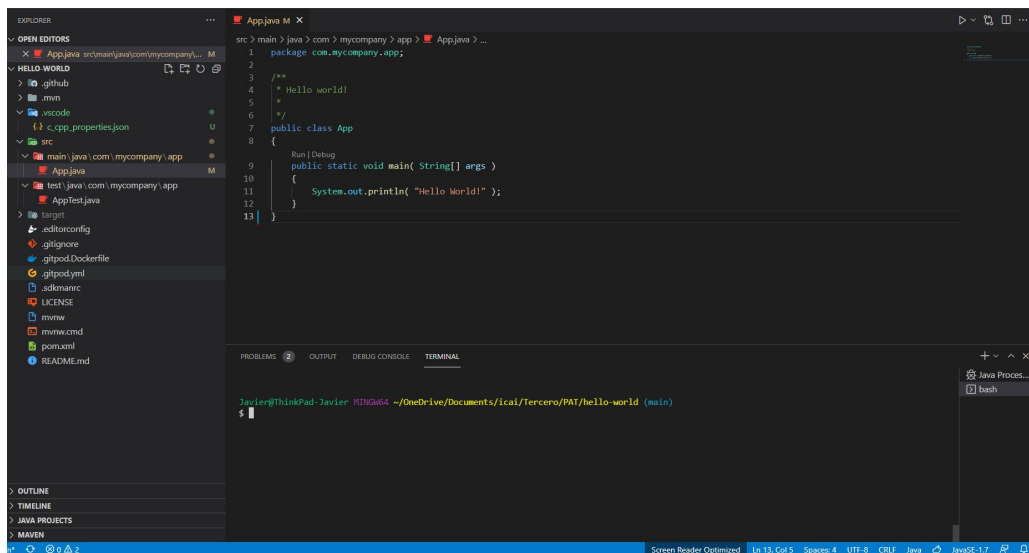 EXPLORER
OPEN EDITORS
App.java src\main\java\com\mycompany\... M
HELLO-WORLD
.github
.mvn
.vscode
c_cpp_properties.json U
src
main\java\com\mycompany\app
App.java M
test\java\com\mycompany\app
AppTest.java
target
.editorconfig
.gitignore
.gitpod.Dockerfile
.gitpod.yml
.sdkmanrc
LICENSE
mvnw
mvnw.cmd
pom.xml
README.md
OUTLINE
TIMELINE
JAVA PROJECTS
MAVEN
App.java M
src > main > java > com > mycompany > app > App.java > ...
1 package com.mycompany.app;
2
3 /**
4 * Hello world!
5 *
6 */
7 public class App
8 {
Run | Debug
9 public static void main( String[] args )
10 {
11 System.out.println( "Hello World!" );
12 }
13 }
PROBLEMS 2 OUTPUT DEBUG CONSOLE TERMINAL
Javier@ThinkPad-Javier MINGW64 ~/OneDrive/Documents/icai/Tercero/PAT/hello-world (main)
$
Java Proces...
bash
0 2
Screen Reader Optimized Ln 13, Col 5 Spaces: 4 UTF-8 CRLF Java JavaSE-1.7